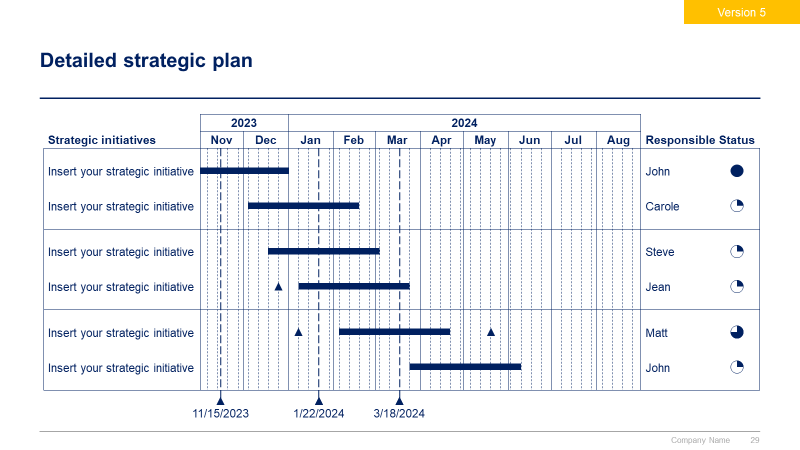 Version 5
Detailed strategic plan
2023 2024
Strategic initiatives Nov Dec Jan Feb Mar Apr May Jun Jul Aug Responsible Status
Insert your strategic initiative John
Insert your strategic initiative Carole
Insert your strategic initiative Steve
Insert your strategic initiative Jean
Insert your strategic initiative Matt
Insert your strategic initiative John
11/15/2023 1/22/2024 3/18/2024
Company Name 29